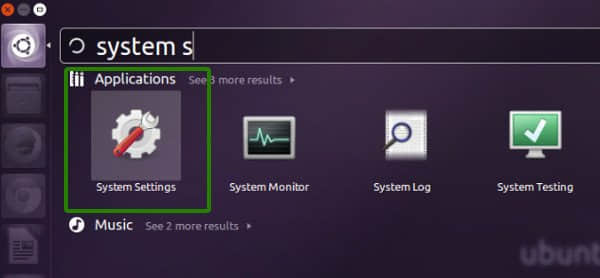 system s
Applications See 3 more results
System Settings System Monitor System Log System Testing
Music See 2 more results
ubunt